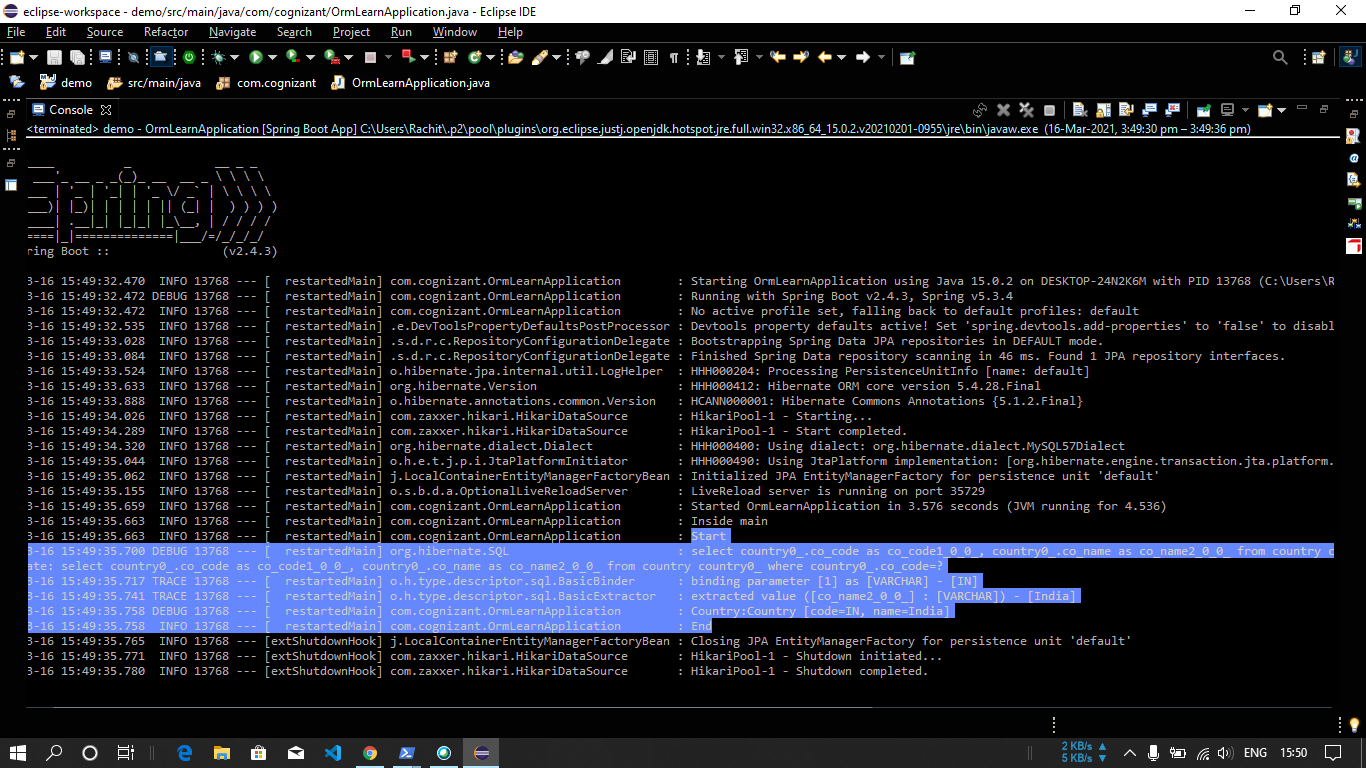 eclipse-workspace - demo/src/main/java/com/cognizant/OrmLearnApplication.java - Eclipse IDE
File Edit Source Refactor Navigate Search Project Run Window Help
demo src/main/java com.cognizant OrmLearnApplication.java
Console
<terminated> demo - OrmLearnApplication [Spring Boot App] C:\Users\Rachit\.p2\pool\plugins\org.eclipse.justj.openjdk.hotspot.jre.full.win32.x86_64_15.0.2.v20210201-0955\jre\bin\javaw.exe (16-Mar-2021, 3:49:30 pm – 3:49:36 pm)
ring Boot :: (v2.4.3)
3-16 15:49:32.470 INFO 13768 --- [ restartedMain] com.cognizant.OrmLearnApplication : Starting OrmLearnApplication using Java 15.0.2 on DESKTOP-24N2K6M with PID 13768 (C:\Users\R
3-16 15:49:32.472 DEBUG 13768 --- [ restartedMain] com.cognizant.OrmLearnApplication : Running with Spring Boot v2.4.3, Spring v5.3.4
3-16 15:49:32.472 INFO 13768 --- [ restartedMain] com.cognizant.OrmLearnApplication : No active profile set, falling back to default profiles: default
3-16 15:49:32.535 INFO 13768 --- [ restartedMain] .e.DevToolsPropertyDefaultsPostProcessor : Devtools property defaults active! Set 'spring.devtools.add-properties' to 'false' to disabl
3-16 15:49:33.028 INFO 13768 --- [ restartedMain] .s.d.r.c.RepositoryConfigurationDelegate : Bootstrapping Spring Data JPA repositories in DEFAULT mode.
3-16 15:49:33.084 INFO 13768 --- [ restartedMain] .s.d.r.c.RepositoryConfigurationDelegate : Finished Spring Data repository scanning in 46 ms. Found 1 JPA repository interfaces.
3-16 15:49:33.524 INFO 13768 --- [ restartedMain] o.hibernate.jpa.internal.util.LogHelper : HHH000204: Processing PersistenceUnitInfo [name: default]
3-16 15:49:33.633 INFO 13768 --- [ restartedMain] org.hibernate.Version : HHH000412: Hibernate ORM core version 5.4.28.Final
3-16 15:49:33.888 INFO 13768 --- [ restartedMain] o.hibernate.annotations.common.Version : HCANN000001: Hibernate Commons Annotations {5.1.2.Final}
3-16 15:49:34.026 INFO 13768 --- [ restartedMain] com.zaxxer.hikari.HikariDataSource : HikariPool-1 - Starting...
3-16 15:49:34.289 INFO 13768 --- [ restartedMain] com.zaxxer.hikari.HikariDataSource : HikariPool-1 - Start completed.
3-16 15:49:34.320 INFO 13768 --- [ restartedMain] org.hibernate.dialect.Dialect : HHH000400: Using dialect: org.hibernate.dialect.MySQL57Dialect
3-16 15:49:35.044 INFO 13768 --- [ restartedMain] o.h.e.t.j.p.i.JtaPlatformInitiator : HHH000490: Using JtaPlatform implementation: [org.hibernate.engine.transaction.jta.platform.
3-16 15:49:35.062 INFO 13768 --- [ restartedMain] j.LocalContainerEntityManagerFactoryBean : Initialized JPA EntityManagerFactory for persistence unit 'default'
3-16 15:49:35.155 INFO 13768 --- [ restartedMain] o.s.b.d.a.OptionalLiveReloadServer : LiveReload server is running on port 35729
3-16 15:49:35.659 INFO 13768 --- [ restartedMain] com.cognizant.OrmLearnApplication : Started OrmLearnApplication in 3.576 seconds (JVM running for 4.536)
3-16 15:49:35.663 INFO 13768 --- [ restartedMain] com.cognizant.OrmLearnApplication : Inside main
3-16 15:49:35.663 INFO 13768 --- [ restartedMain] com.cognizant.OrmLearnApplication : Start
3-16 15:49:35.700 DEBUG 13768 --- [ restartedMain] org.hibernate.SQL : select country0_.co_code as co_code1_0_0_, country0_.co_name as co_name2_0_0_ from country c
ate: select country0_.co_code as co_code1_0_0_, country0_.co_name as co_name2_0_0_ from country country0_ where country0_.co_code=?
3-16 15:49:35.717 TRACE 13768 --- [ restartedMain] o.h.type.descriptor.sql.BasicBinder : binding parameter [1] as [VARCHAR] - [IN]
3-16 15:49:35.741 TRACE 13768 --- [ restartedMain] o.h.type.descriptor.sql.BasicExtractor : extracted value ([co_name2_0_0_] : [VARCHAR]) - [India]
3-16 15:49:35.758 DEBUG 13768 --- [ restartedMain] com.cognizant.OrmLearnApplication : Country:Country [code=IN, name=India]
3-16 15:49:35.758 INFO 13768 --- [ restartedMain] com.cognizant.OrmLearnApplication : End
3-16 15:49:35.765 INFO 13768 --- [extShutdownHook] j.LocalContainerEntityManagerFactoryBean : Closing JPA EntityManagerFactory for persistence unit 'default'
3-16 15:49:35.771 INFO 13768 --- [extShutdownHook] com.zaxxer.hikari.HikariDataSource : HikariPool-1 - Shutdown initiated...
3-16 15:49:35.780 INFO 13768 --- [extShutdownHook] com.zaxxer.hikari.HikariDataSource : HikariPool-1 - Shutdown completed.
2 KB/s
5 KB/s
ENG 15:50